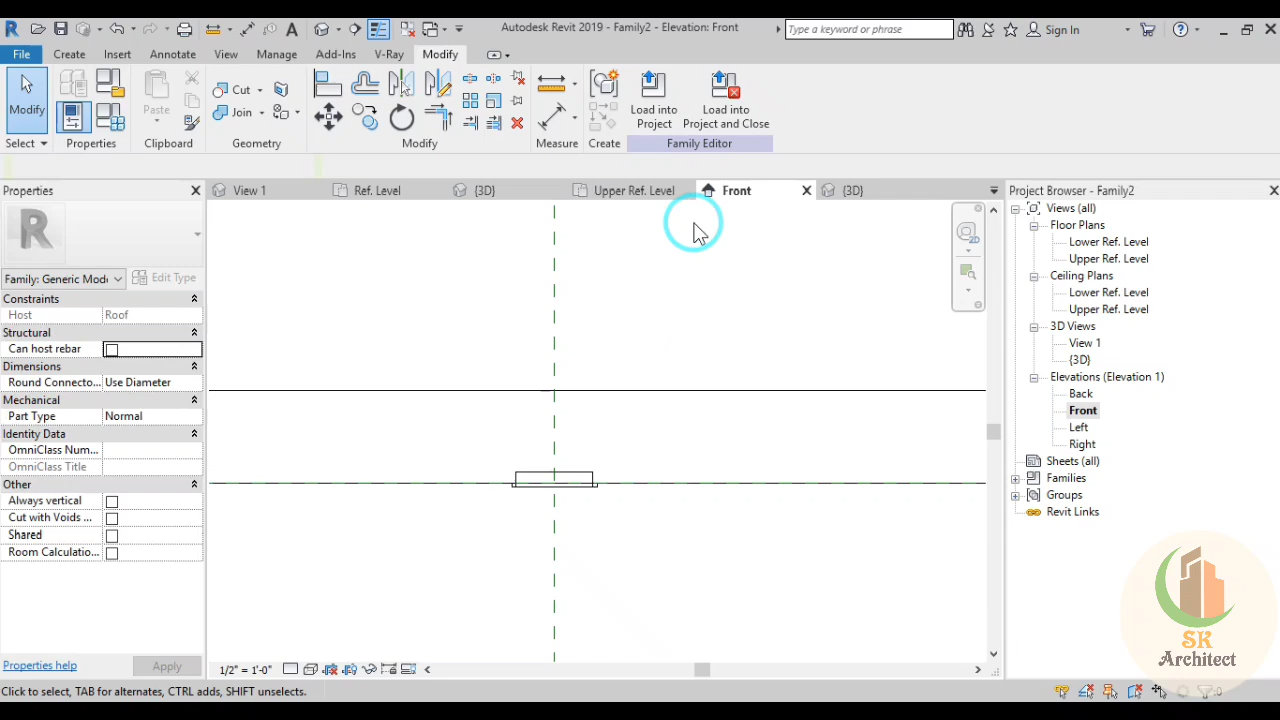 Autodesk Revit 2019 - Family2 - Elevation: Front
Type a keyword or phrase
Sign In
File Create Insert Annotate View Manage Add-Ins V-Ray Modify
Modify
Paste
Cut
Join
Load into Project
Load into Project and Close
Select Properties Clipboard Geometry Modify Measure Create Family Editor
Properties
View 1
Ref. Level
{3D}
Upper Ref. Level
Front
{3D}
Project Browser - Family2
R
Family: Generic Mode
Edit Type
Constraints
Host Roof
Structural
Can host rebar
Dimensions
Round Connecto... Use Diameter
Mechanical
Part Type Normal
Identity Data
OmniClass Num...
OmniClass Title
Other
Always vertical
Cut with Voids ...
Shared
Room Calculatio...
Properties help
Apply
2D
Views (all)
Floor Plans
Lower Ref. Level
Upper Ref. Level
Ceiling Plans
Lower Ref. Level
Upper Ref. Level
3D Views
View 1
{3D}
Elevations (Elevation 1)
Back
Front
Left
Right
Sheets (all)
Families
Groups
Revit Links
SK
Architect
1/2" = 1'-0"
Click to select, TAB for alternates, CTRL adds, SHIFT unselects.
:0